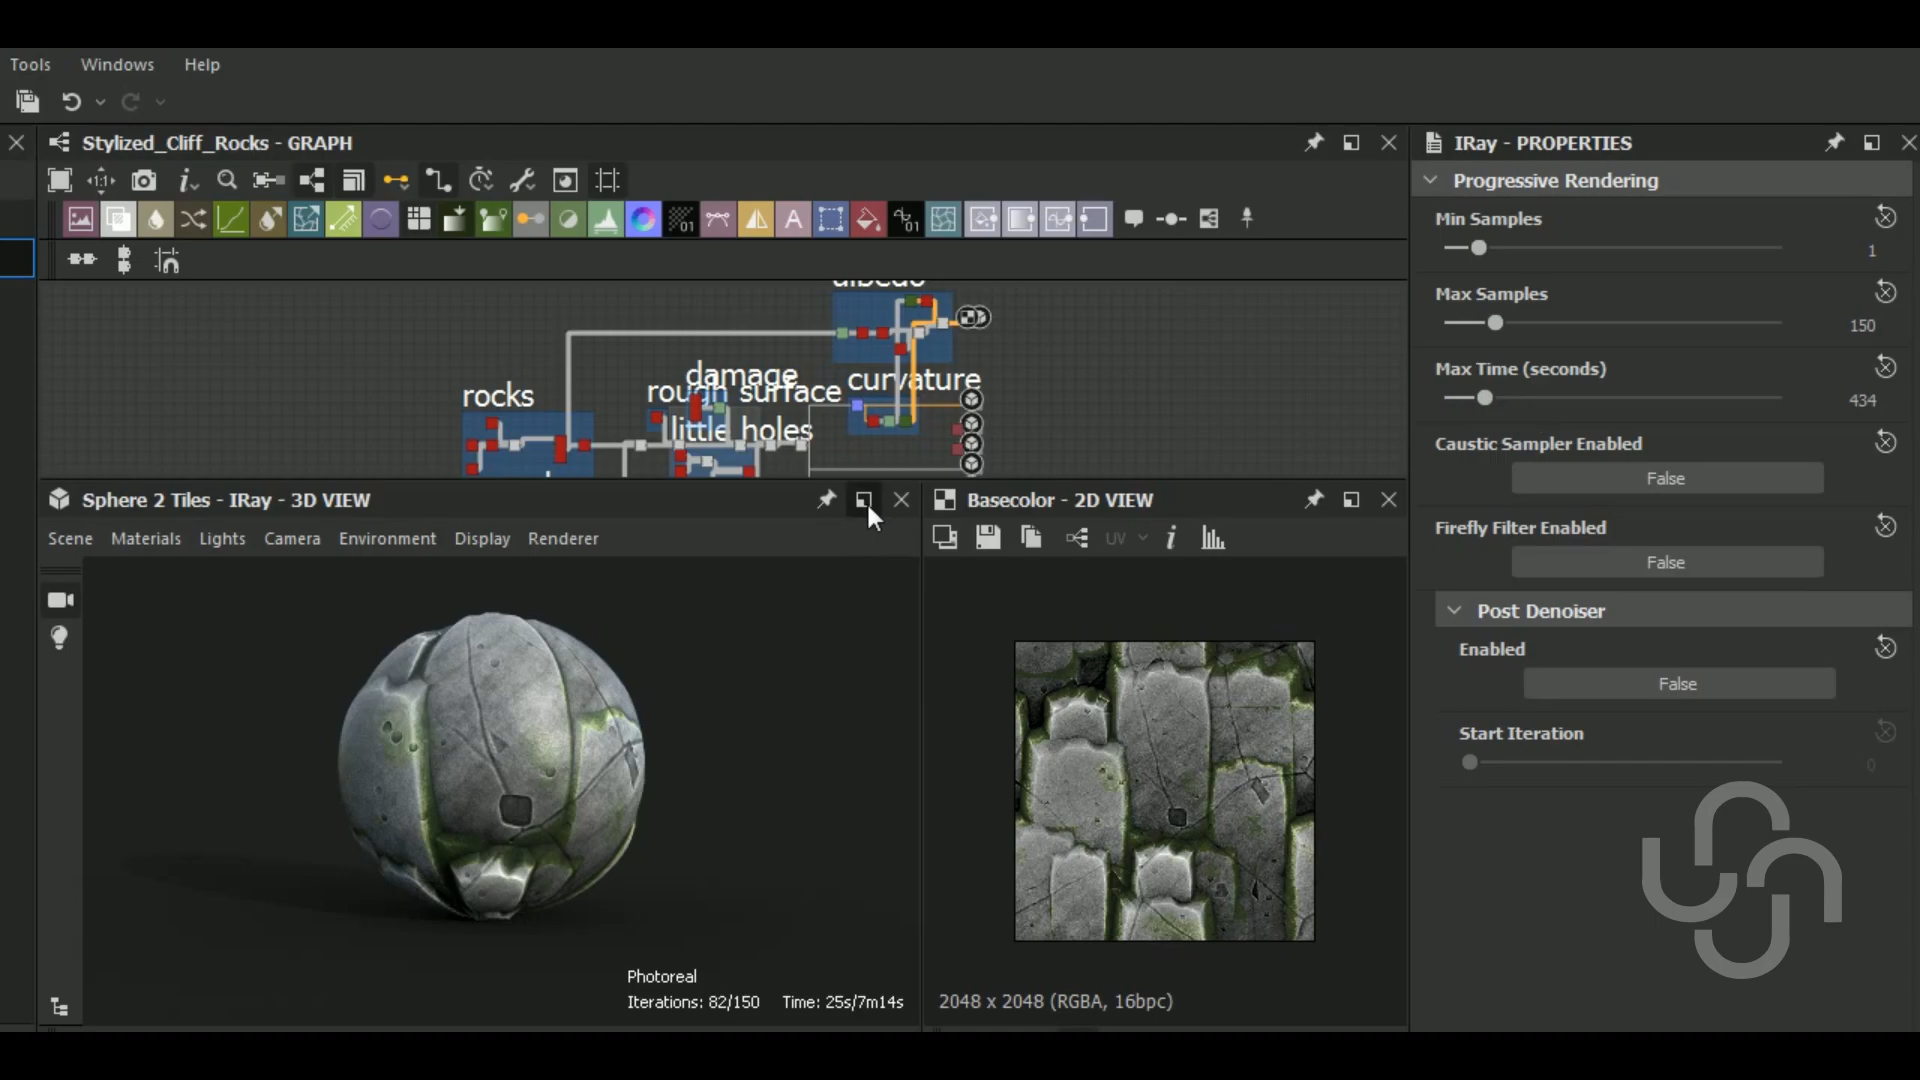 Tools Windows Help
Stylized_Cliff_Rocks - GRAPH
IRay - PROPERTIES
Progressive Rendering
Min Samples
1
Max Samples
150
Max Time (seconds)
434
Caustic Sampler Enabled
False
Firefly Filter Enabled
False
Post Denoiser
Enabled
False
Start Iteration
0
albedo
rocks
damage
rough surface
little holes
curvature
Sphere 2 Tiles - IRay - 3D VIEW
Scene Materials Lights Camera Environment Display Renderer
Photoreal
Iterations: 82/150 Time: 25s/7m14s
Basecolor - 2D VIEW
UV
2048 x 2048 (RGBA, 16bpc)